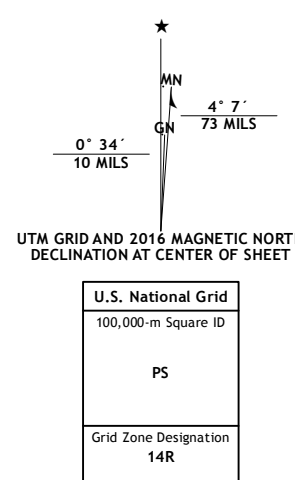 MN
GN
4° 7´
73 MILS
0° 34´
10 MILS
UTM GRID AND 2016 MAGNETIC NORTH
DECLINATION AT CENTER OF SHEET
U.S. National Grid
100,000-m Square ID
PS
Grid Zone Designation
14R